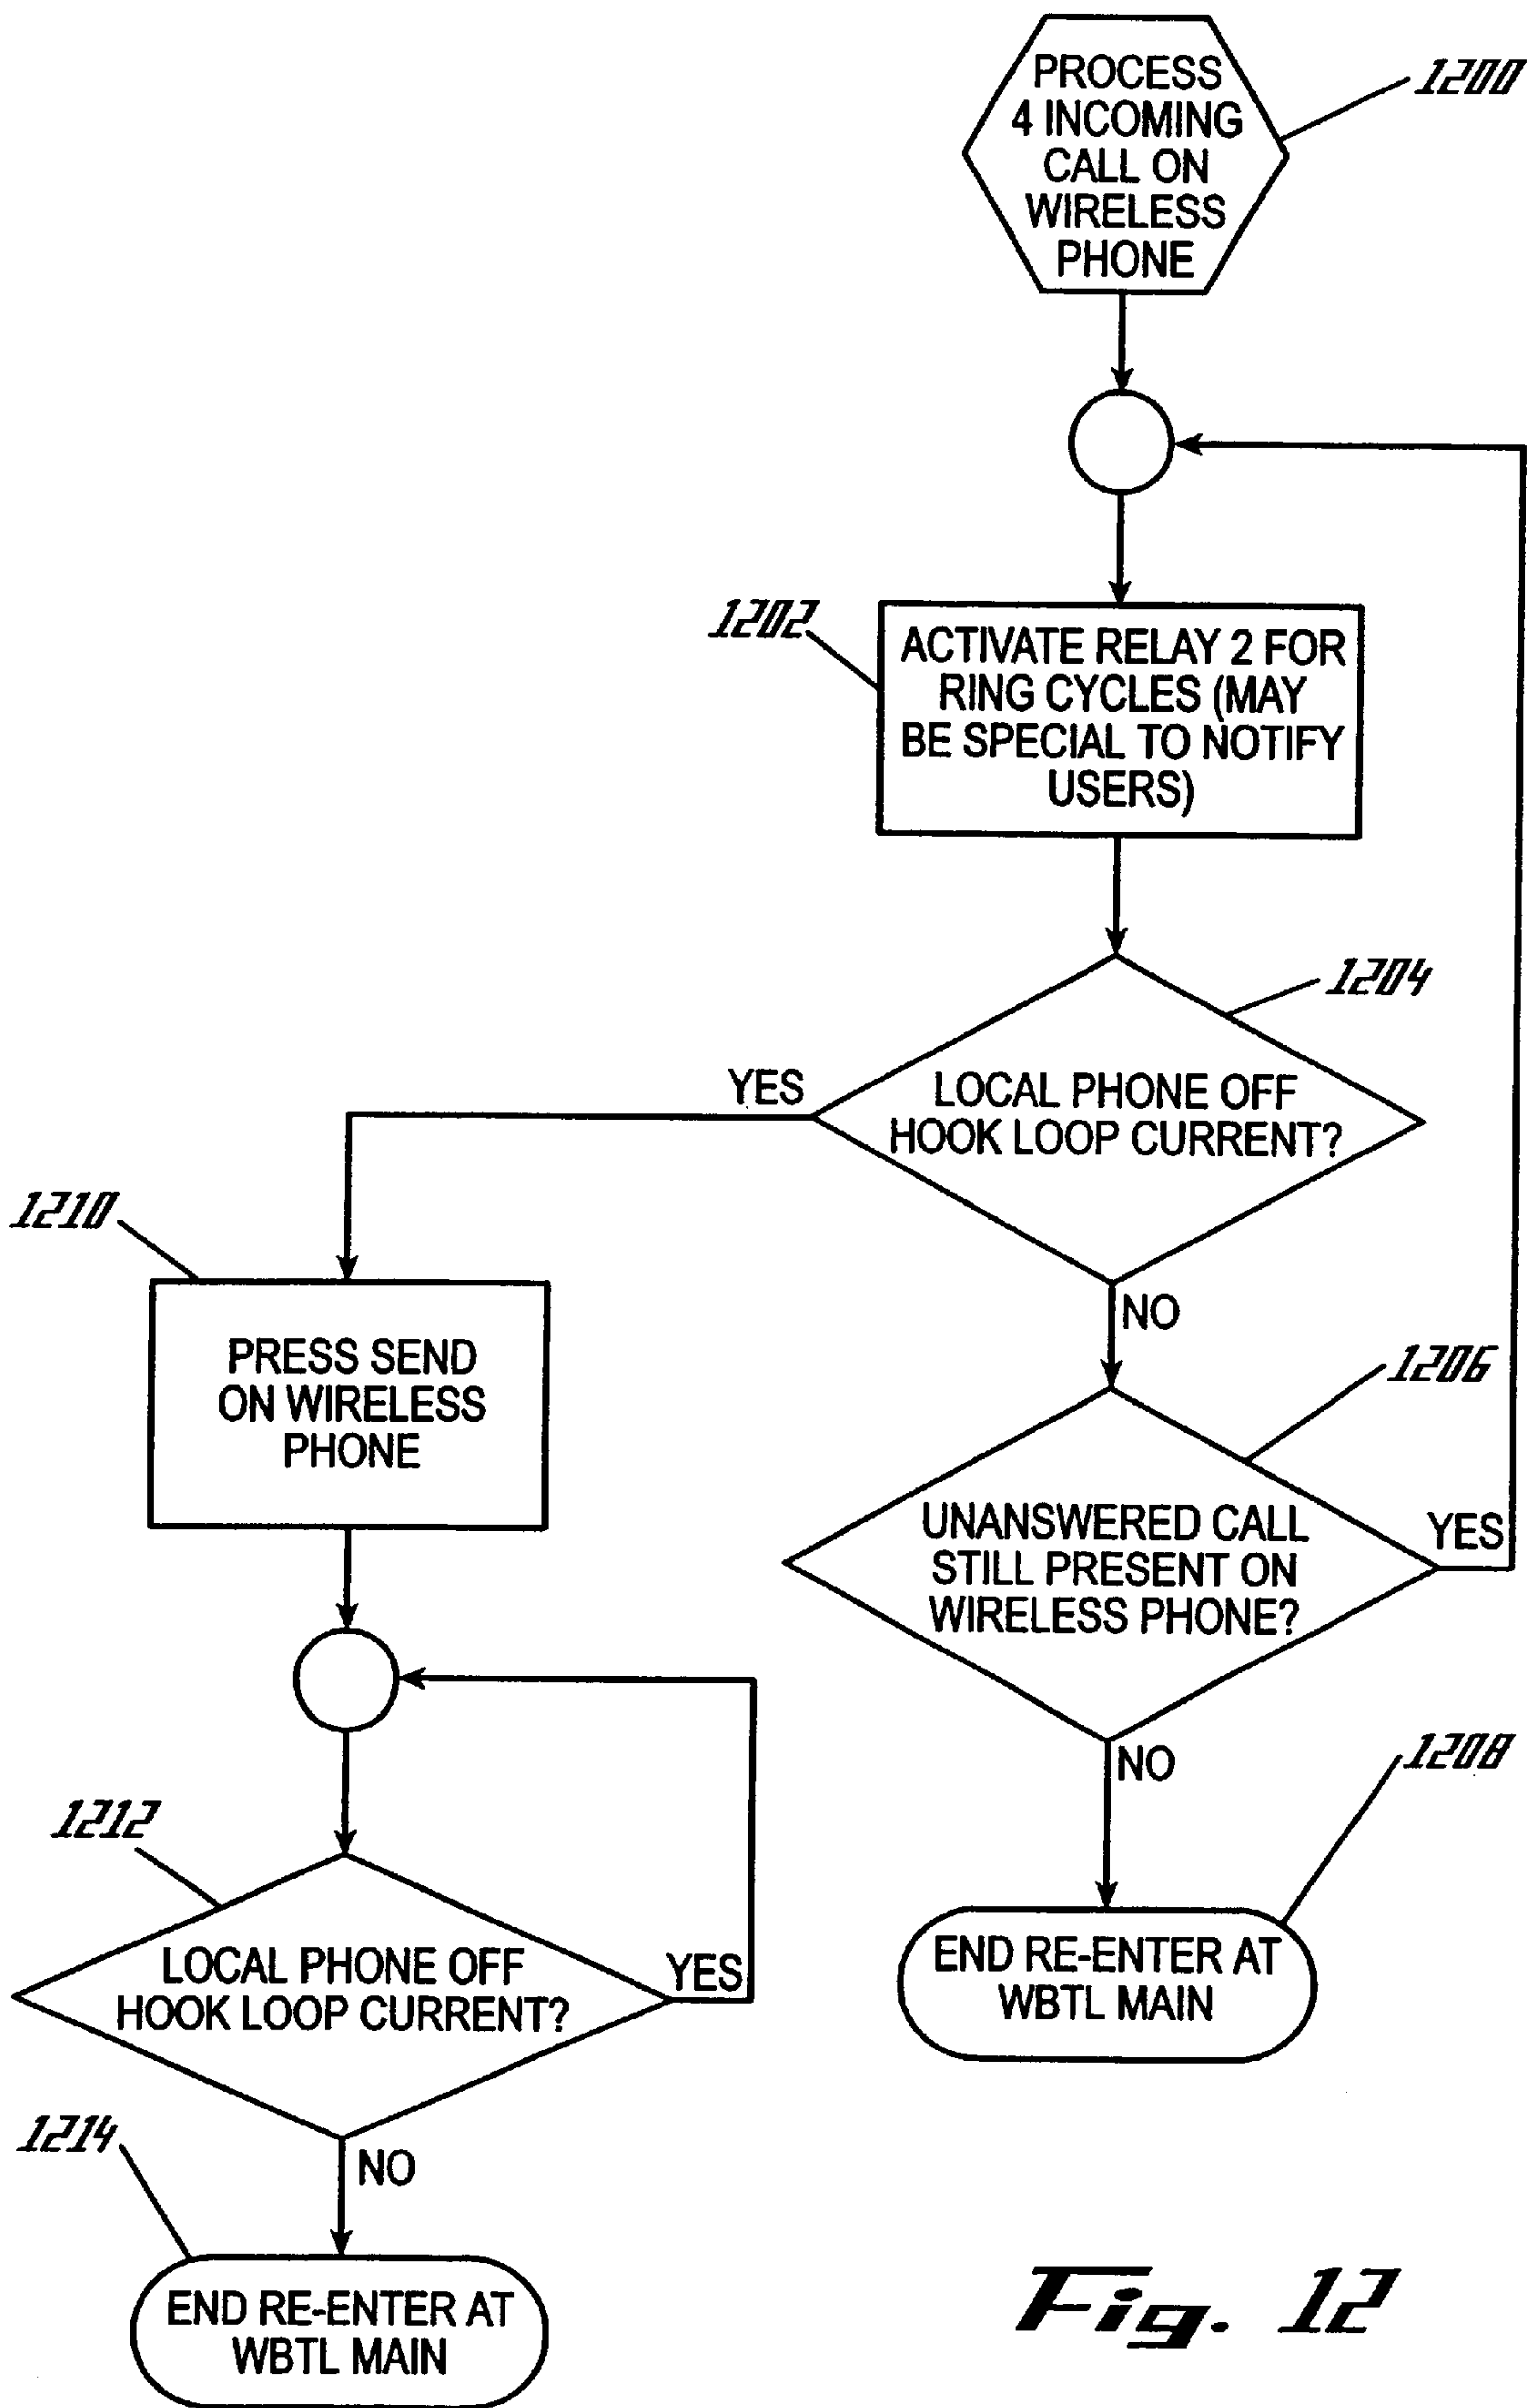 PROCESS
4 INCOMING
CALL ON
WIRELESS
PHONE
1200
1202
ACTIVATE RELAY 2 FOR
RING CYCLES (MAY
BE SPECIAL TO NOTIFY
USERS)
1204
YES
LOCAL PHONE OFF
HOOK LOOP CURRENT?
NO
1210
PRESS SEND
ON WIRELESS
PHONE
1206
UNANSWERED CALL
STILL PRESENT ON
WIRELESS PHONE?
YES
NO
1208
END RE-ENTER AT
WBTL MAIN
1212
LOCAL PHONE OFF
HOOK LOOP CURRENT?
YES
NO
1214
END RE-ENTER AT
WBTL MAIN
Fig. 12